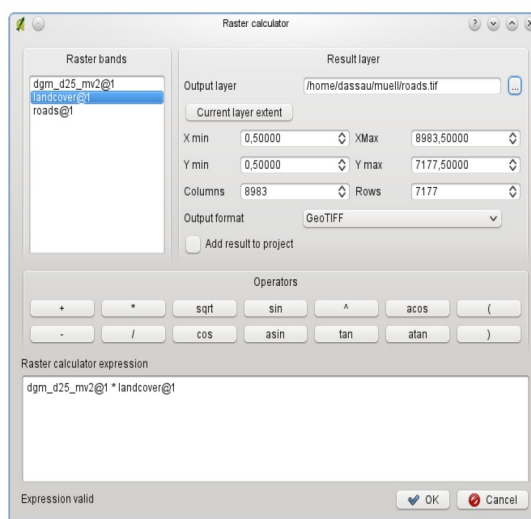 Raster calculator
Raster bands
dgm_d25_mv2@1
landcover@1
roads@1
Result layer
Output layer /home/dassau/muell/roads.tif ...
Current layer extent
X min 0,50000 XMax 8983,50000
Y min 0,50000 Y max 7177,50000
Columns 8983 Rows 7177
Output format GeoTIFF
Add result to project
Operators
+ * sqrt sin ^ acos (
- / cos asin tan atan )
Raster calculator expression
dgm_d25_mv2@1 * landcover@1
Expression valid
OK Cancel